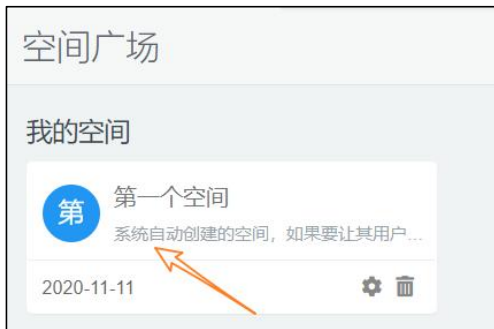 空间广场
我的空间
第
第一个空间
系统自动创建的空间，如果要让其用户...
2020-11-11